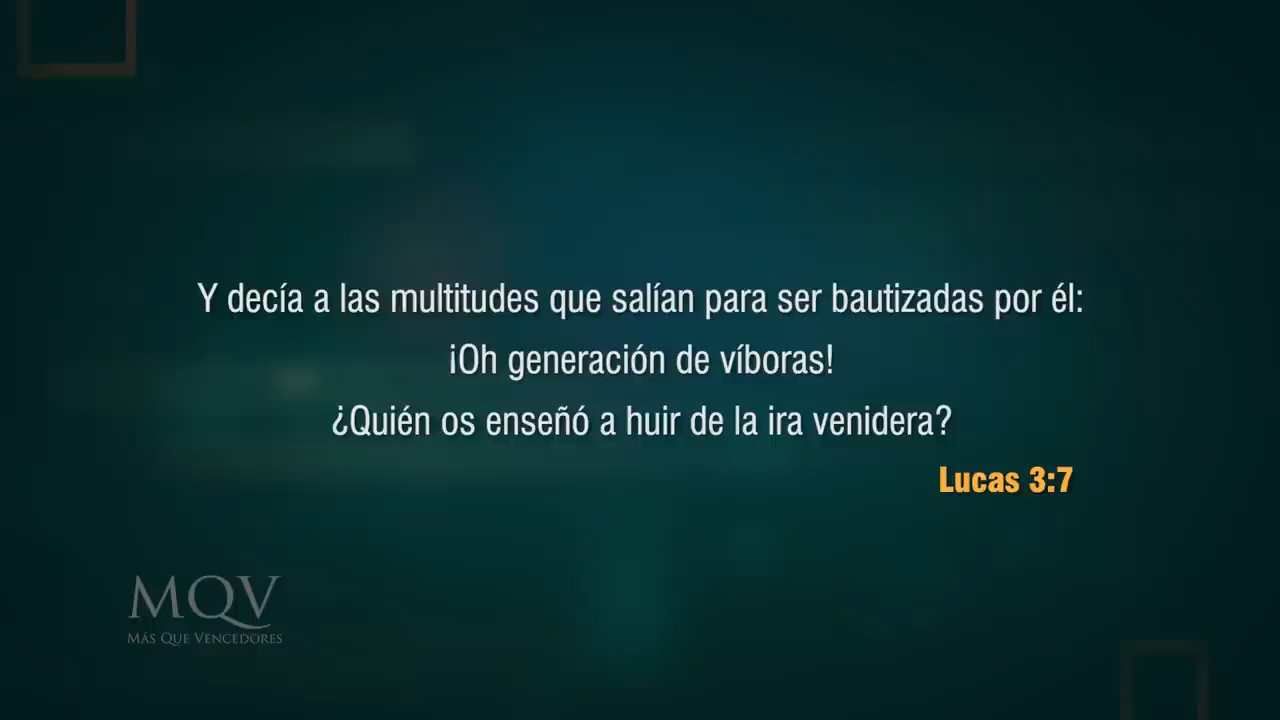 Y decía a las multitudes que salían para ser bautizadas por él:
¡Oh generación de víboras!
¿Quién os enseñó a huir de la ira venidera?
Lucas 3:7
MQV
MÁS QUE VENCEDORES